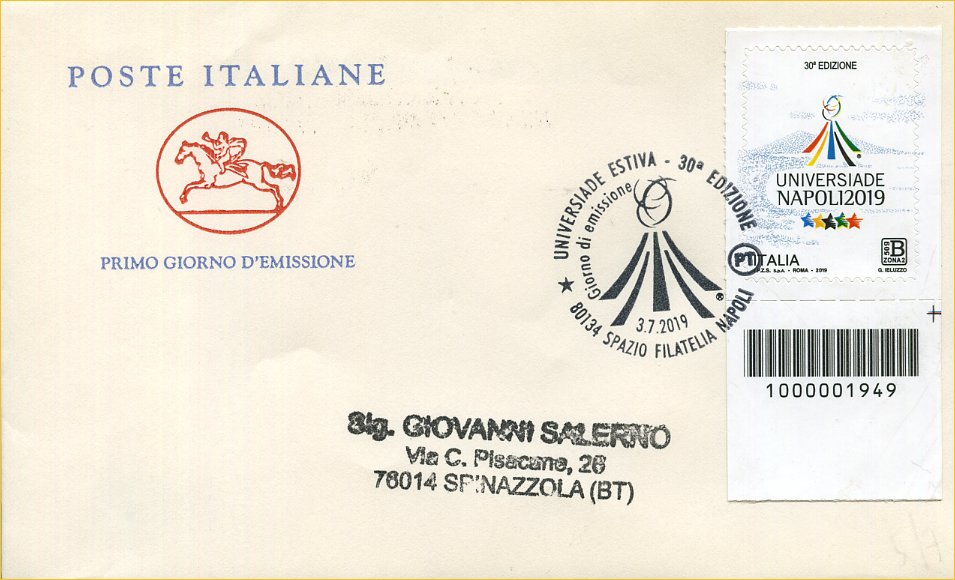 POSTE ITALIANE
PRIMO GIORNO D'EMISSIONE
30ª EDIZIONE
UNIVERSIADE
NAPOLI2019
ITALIA
B
50 g
ZONA 2
I.P.Z.S. S.p.A. - ROMA - 2019
G. IELUZZO
★ UNIVERSIADE ESTIVA - 30ª EDIZIONE
Giorno di emissione
®
3.7.2019
80134 SPAZIO FILATELIA NAPOLI
PT
1000001949
Sig. GIOVANNI SALERNO
Via C. Pisacane, 26
76014 SPINAZZOLA (BT)